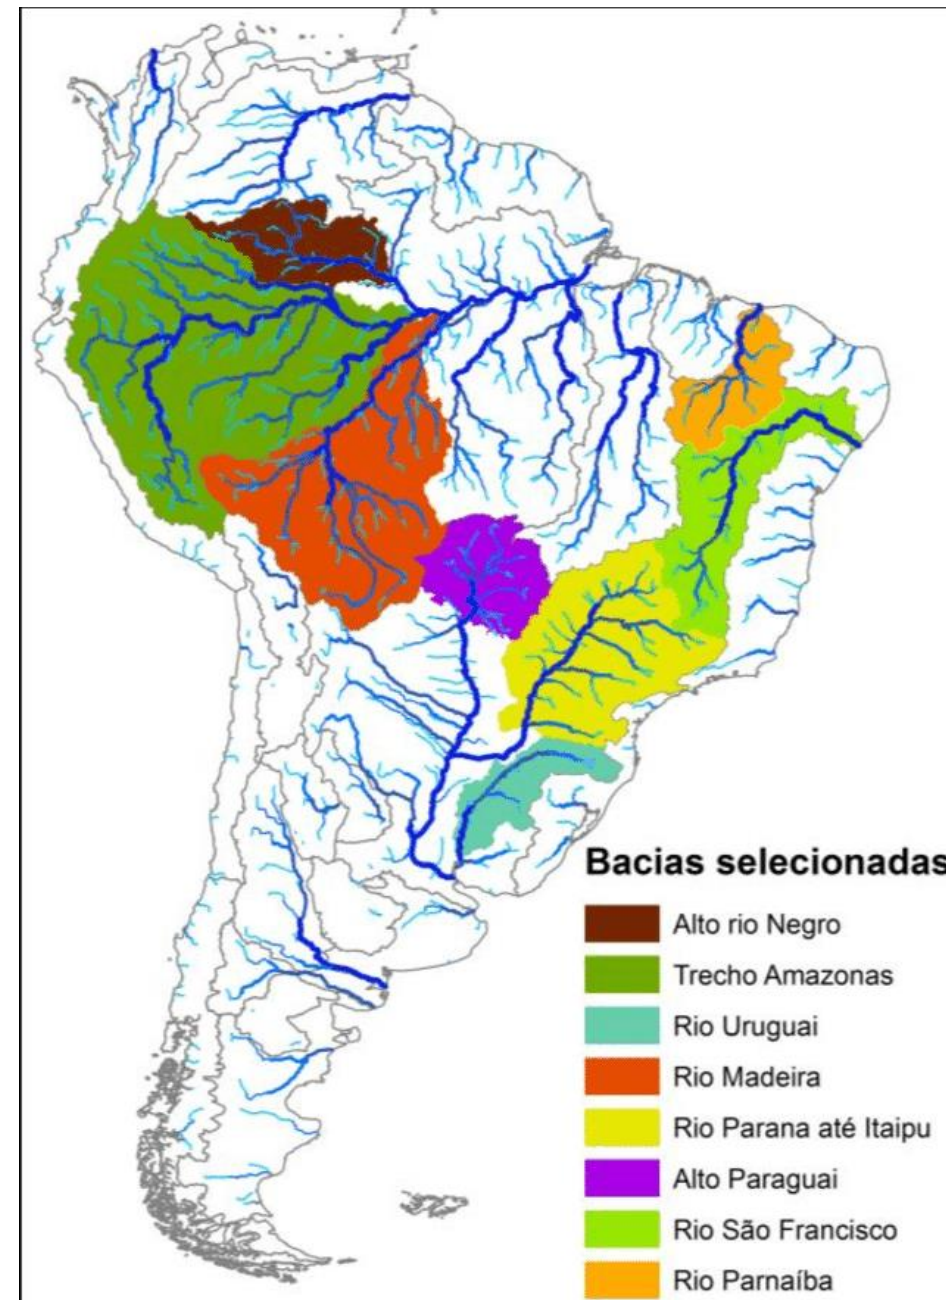 Bacias selecionadas
Alto rio Negro
Trecho Amazonas
Rio Uruguai
Rio Madeira
Rio Parana até Itaipu
Alto Paraguai
Rio São Francisco
Rio Parnaíba